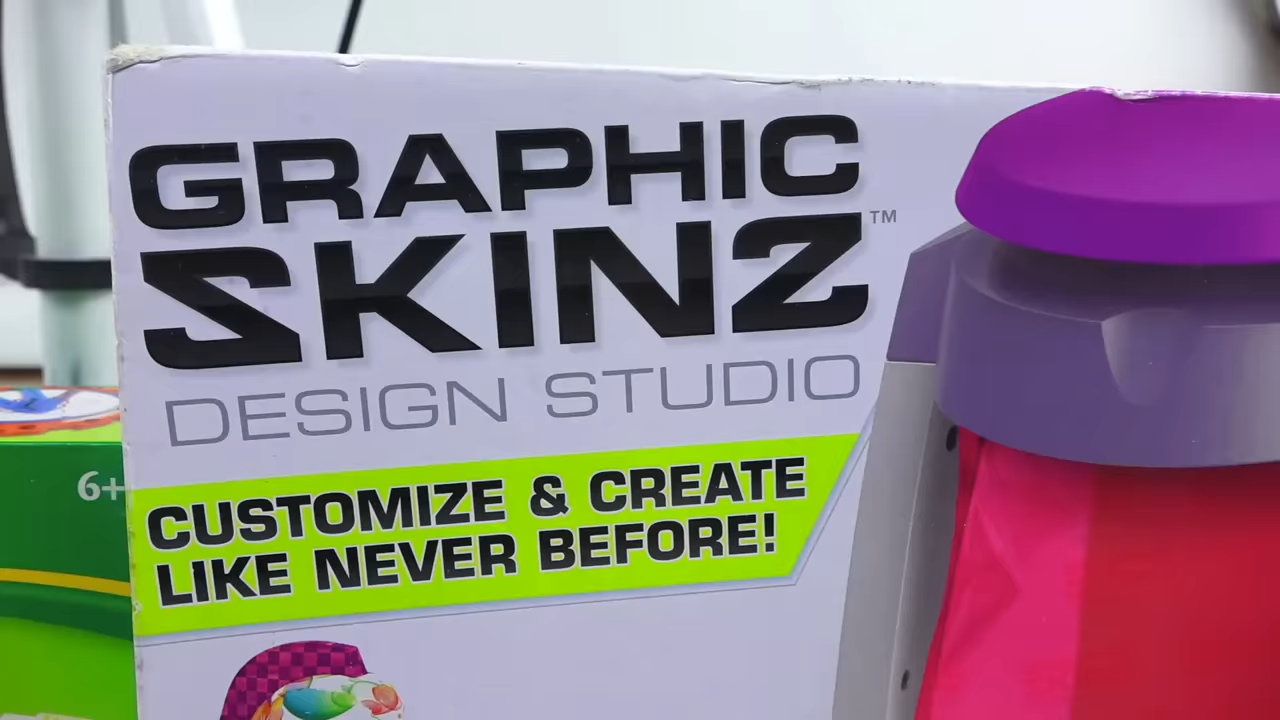 GRAPHIC
SKINZ™
DESIGN STUDIO
CUSTOMIZE & CREATE
LIKE NEVER BEFORE!
6+